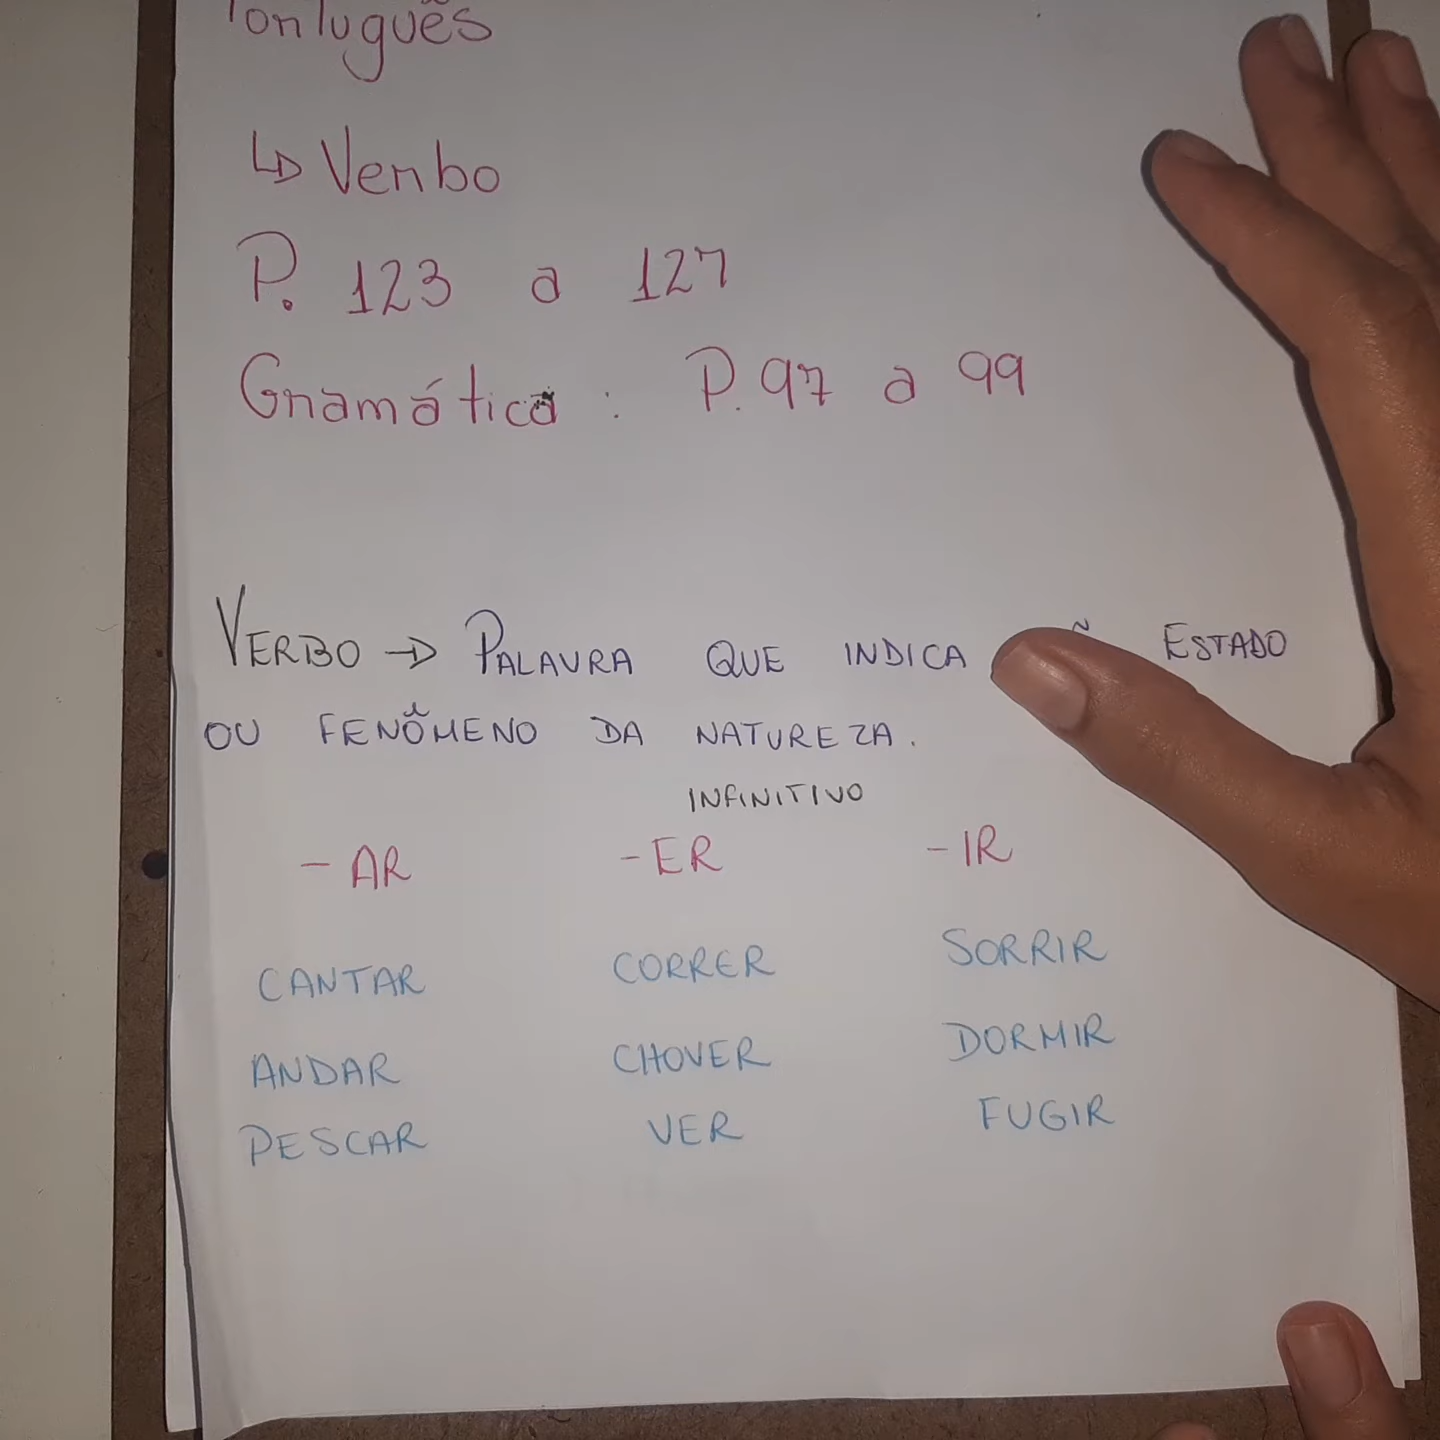 Português
↳ Verbo
P. 123 a 127
Gramática : P. 97 a 99
VERBO → PALAVRA QUE INDICA ESTADO
OU FENÔMENO DA NATUREZA.
INFINITIVO
- AR - ER - IR
CANTAR CORRER SORRIR
ANDAR CHOVER DORMIR
PESCAR VER FUGIR